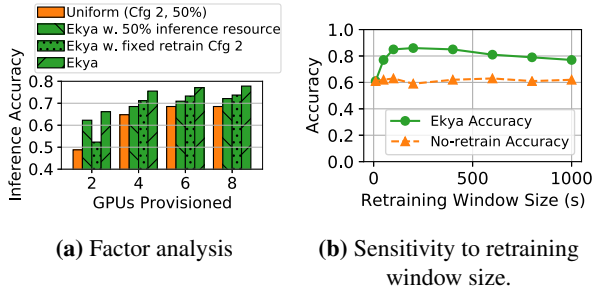 Uniform (Cfg 2, 50%)
Ekya w. 50% inference resource
Ekya w. fixed retrain Cfg 2
Ekya
Inference Accuracy
0.8
0.7
0.6
0.5
0.4
2 4 6 8
GPUs Provisioned
(a) Factor analysis
Accuracy
1.0
0.8
0.6
0.4
0.2
0.0
Ekya Accuracy
No-retrain Accuracy
0 500 1000
Retraining Window Size (s)
(b) Sensitivity to retraining
window size.